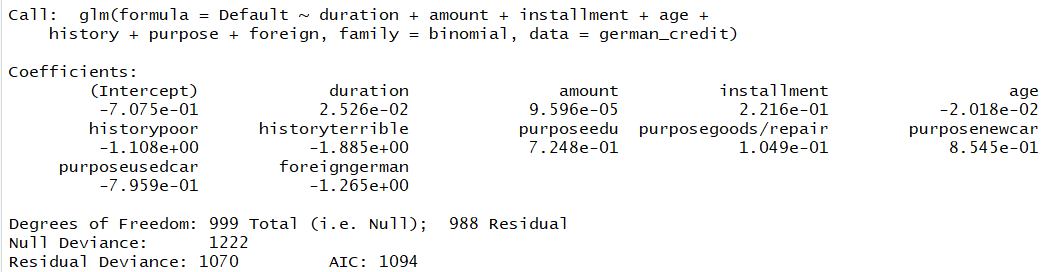 Call:  glm(formula = Default ~ duration + amount + installment + age +
    history + purpose + foreign, family = binomial, data = german_credit)
Coefficients:
        (Intercept)             duration               amount          installment                  age
         -7.075e-01            2.526e-02            9.596e-05            2.216e-01           -2.018e-02
        historypoor      historyterrible           purposeedu  purposegoods/repair        purposenewcar
         -1.108e+00           -1.885e+00            7.248e-01            1.049e-01            8.545e-01
     purposeusedcar        foreigngerman
         -7.959e-01           -1.265e+00
Degrees of Freedom: 999 Total (i.e. Null);  988 Residual
Null Deviance:      1222
Residual Deviance: 1070         AIC: 1094